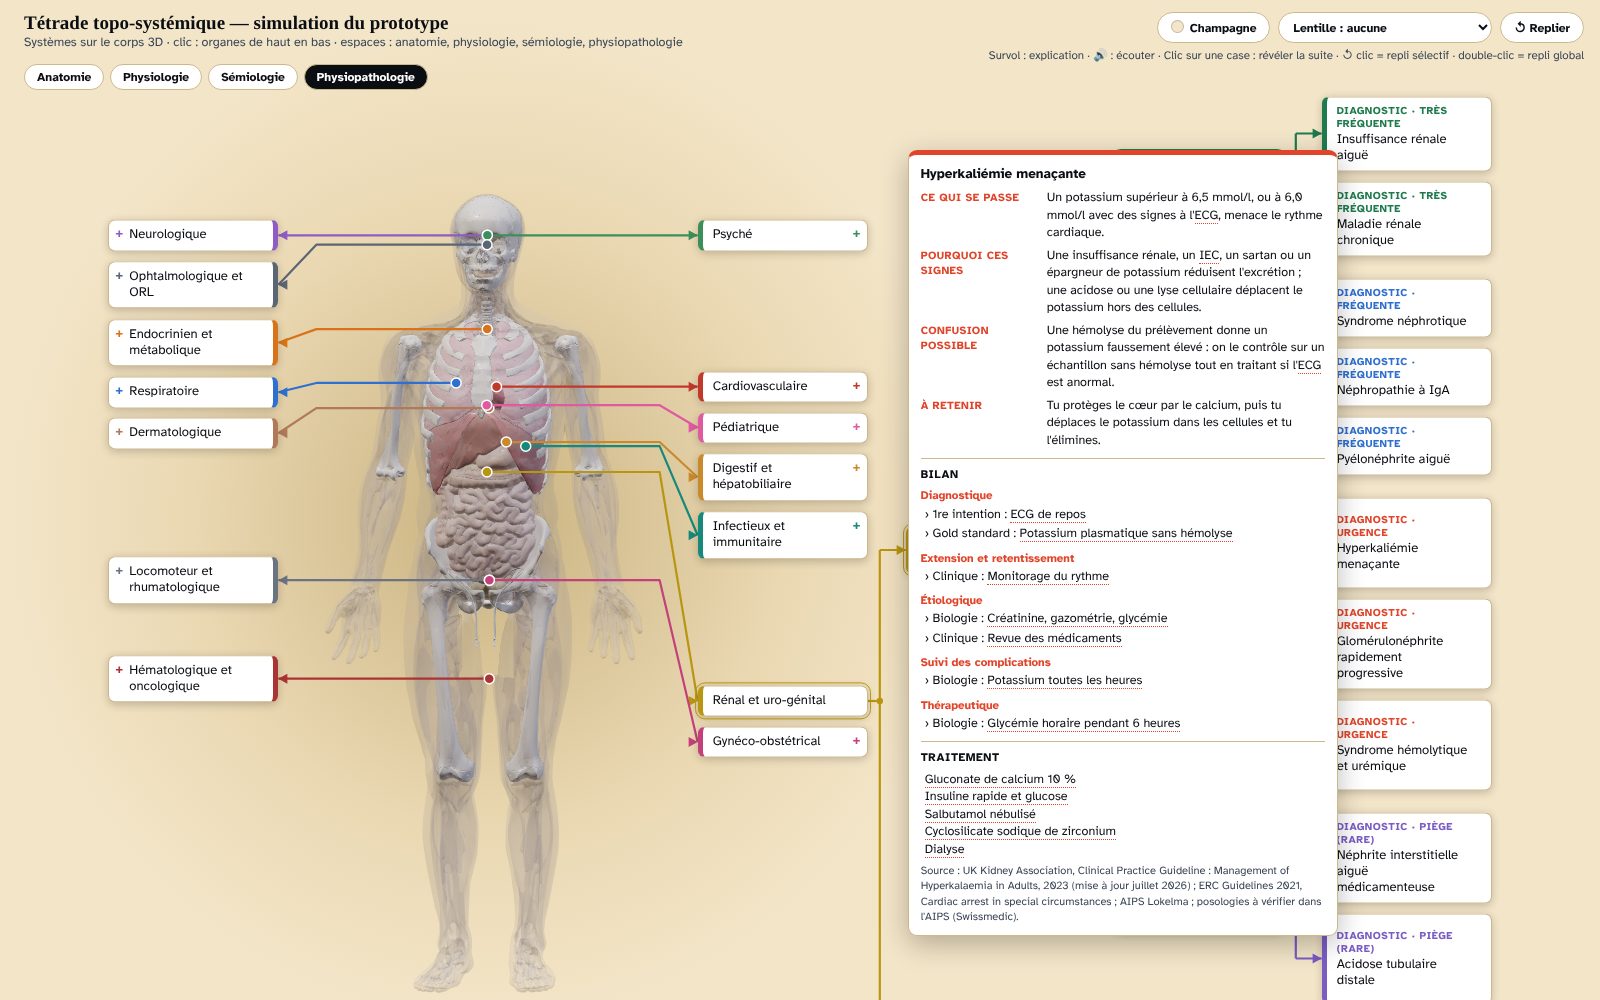 Tétrade topo-systémique — simulation du prototype
Systèmes sur le corps 3D · clic : organes de haut en bas · espaces : anatomie, physiologie, sémiologie, physiopathologie
Champagne
Lentille : aucune
↺ Replier
Survol : explication · 🔊 : écouter · Clic sur une case : révéler la suite · ↺ clic = repli sélectif · double-clic = repli global
Anatomie
Physiologie
Sémiologie
Physiopathologie
+ Neurologique
+ Ophtalmologique et
ORL
+ Endocrinien et
métabolique
+ Respiratoire
+ Dermatologique
+ Locomoteur et
rhumatologique
+ Hématologique et
oncologique
Psyché +
Cardiovasculaire +
Pédiatrique +
Digestif et +
hépatobiliaire
Infectieux et +
immunitaire
Rénal et uro-génital
Gynéco-obstétrical +
Hyperkaliémie menaçante
CE QUI SE PASSE
Un potassium supérieur à 6,5 mmol/l, ou à 6,0
mmol/l avec des signes à l'ECG, menace le rythme
cardiaque.
POURQUOI CES
SIGNES
Une insuffisance rénale, un IEC, un sartan ou un
épargneur de potassium réduisent l'excrétion ;
une acidose ou une lyse cellulaire déplacent le
potassium hors des cellules.
CONFUSION
POSSIBLE
Une hémolyse du prélèvement donne un
potassium faussement élevé : on le contrôle sur un
échantillon sans hémolyse tout en traitant si l'ECG
est anormal.
À RETENIR
Tu protèges le cœur par le calcium, puis tu
déplaces le potassium dans les cellules et tu
l'élimines.
BILAN
Diagnostique
› 1re intention : ECG de repos
› Gold standard : Potassium plasmatique sans hémolyse
Extension et retentissement
› Clinique : Monitorage du rythme
Étiologique
› Biologie : Créatinine, gazométrie, glycémie
› Clinique : Revue des médicaments
Suivi des complications
› Biologie : Potassium toutes les heures
Thérapeutique
› Biologie : Glycémie horaire pendant 6 heures
TRAITEMENT
Gluconate de calcium 10 %
Insuline rapide et glucose
Salbutamol nébulisé
Cyclosilicate sodique de zirconium
Dialyse
Source : UK Kidney Association, Clinical Practice Guideline : Management of
Hyperkalaemia in Adults, 2023 (mise à jour juillet 2026) ; ERC Guidelines 2021,
Cardiac arrest in special circumstances ; AIPS Lokelma ; posologies à vérifier dans
l'AIPS (Swissmedic).
DIAGNOSTIC · TRÈS
FRÉQUENTE
Insuffisance rénale
aiguë
DIAGNOSTIC · TRÈS
FRÉQUENTE
Maladie rénale
chronique
DIAGNOSTIC ·
FRÉQUENTE
Syndrome néphrotique
DIAGNOSTIC ·
FRÉQUENTE
Néphropathie à IgA
DIAGNOSTIC ·
FRÉQUENTE
Pyélonéphrite aiguë
DIAGNOSTIC ·
URGENCE
Hyperkaliémie
menaçante
DIAGNOSTIC ·
URGENCE
Glomérulonéphrite
rapidement
progressive
DIAGNOSTIC ·
URGENCE
Syndrome hémolytique
et urémique
DIAGNOSTIC · PIÈGE
(RARE)
Néphrite interstitielle
aiguë
médicamenteuse
DIAGNOSTIC · PIÈGE
(RARE)
Acidose tubulaire
distale